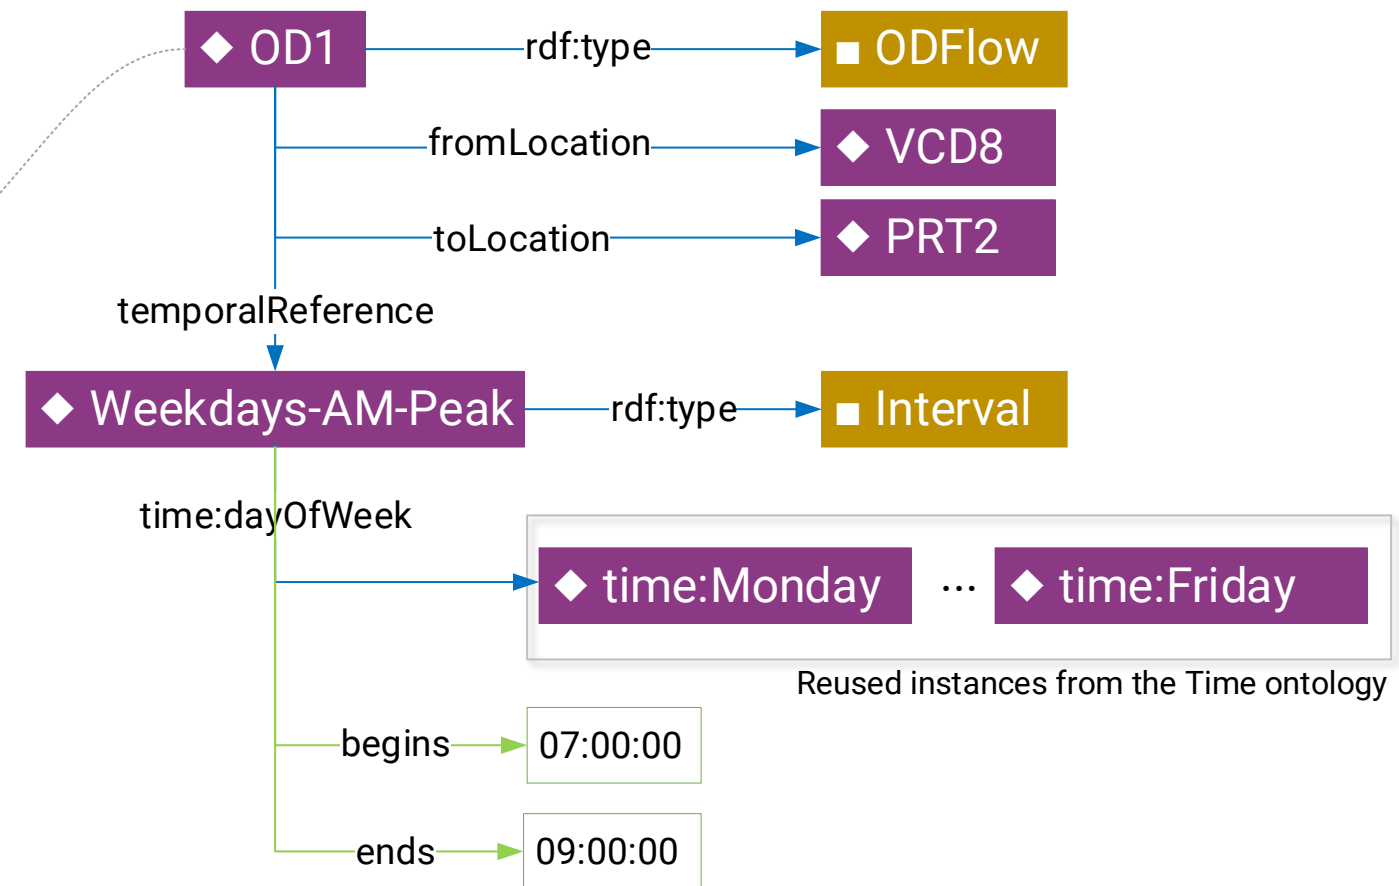 OD1 rdf:type ODFlow
fromLocation VCD8
toLocation PRT2
temporalReference
Weekdays-AM-Peak rdf:type Interval
time:dayOfWeek
time:Monday ... time:Friday
Reused instances from the Time ontology
begins 07:00:00
ends 09:00:00